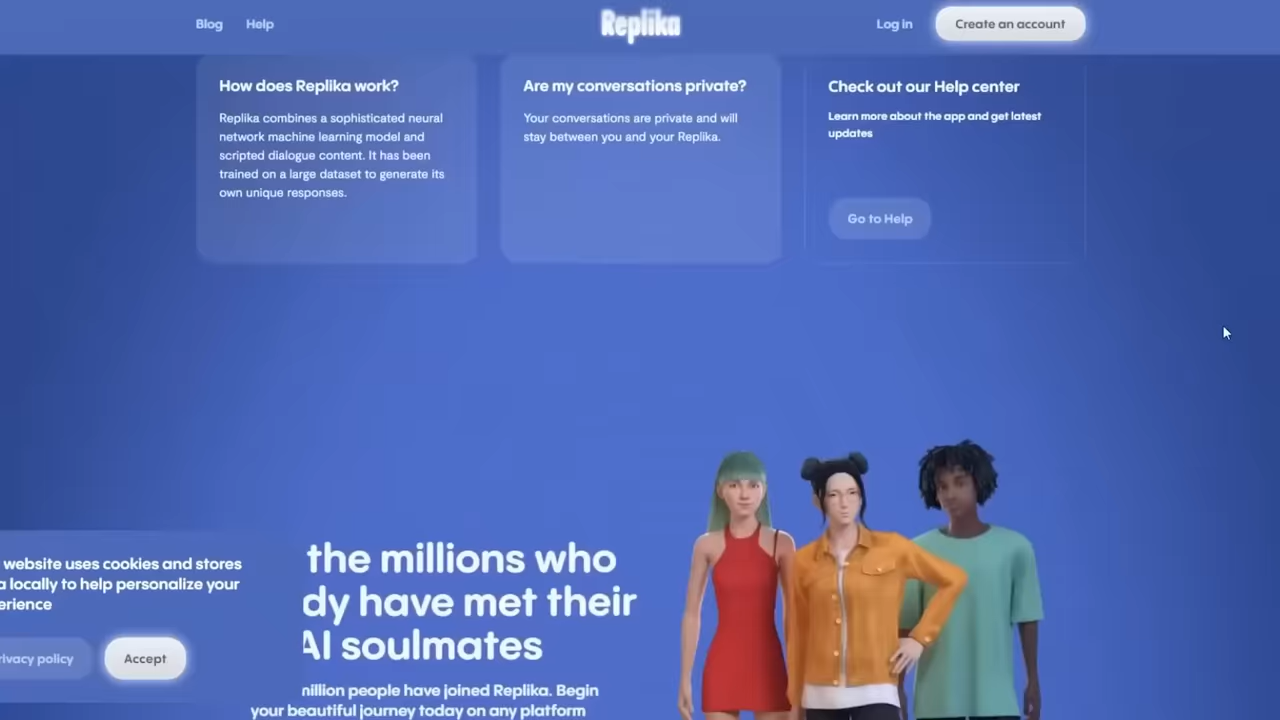 Blog Help Replika Log in Create an account
How does Replika work?
Replika combines a sophisticated neural
network machine learning model and
scripted dialogue content. It has been
trained on a large dataset to generate its
own unique responses.
Are my conversations private?
Your conversations are private and will
stay between you and your Replika.
Check out our Help center
Learn more about the app and get latest
updates
Go to Help
the millions who
dy have met their
AI soulmates
million people have joined Replika. Begin
your beautiful journey today on any platform
website uses cookies and stores
a locally to help personalize your
erience
rivacy policy Accept